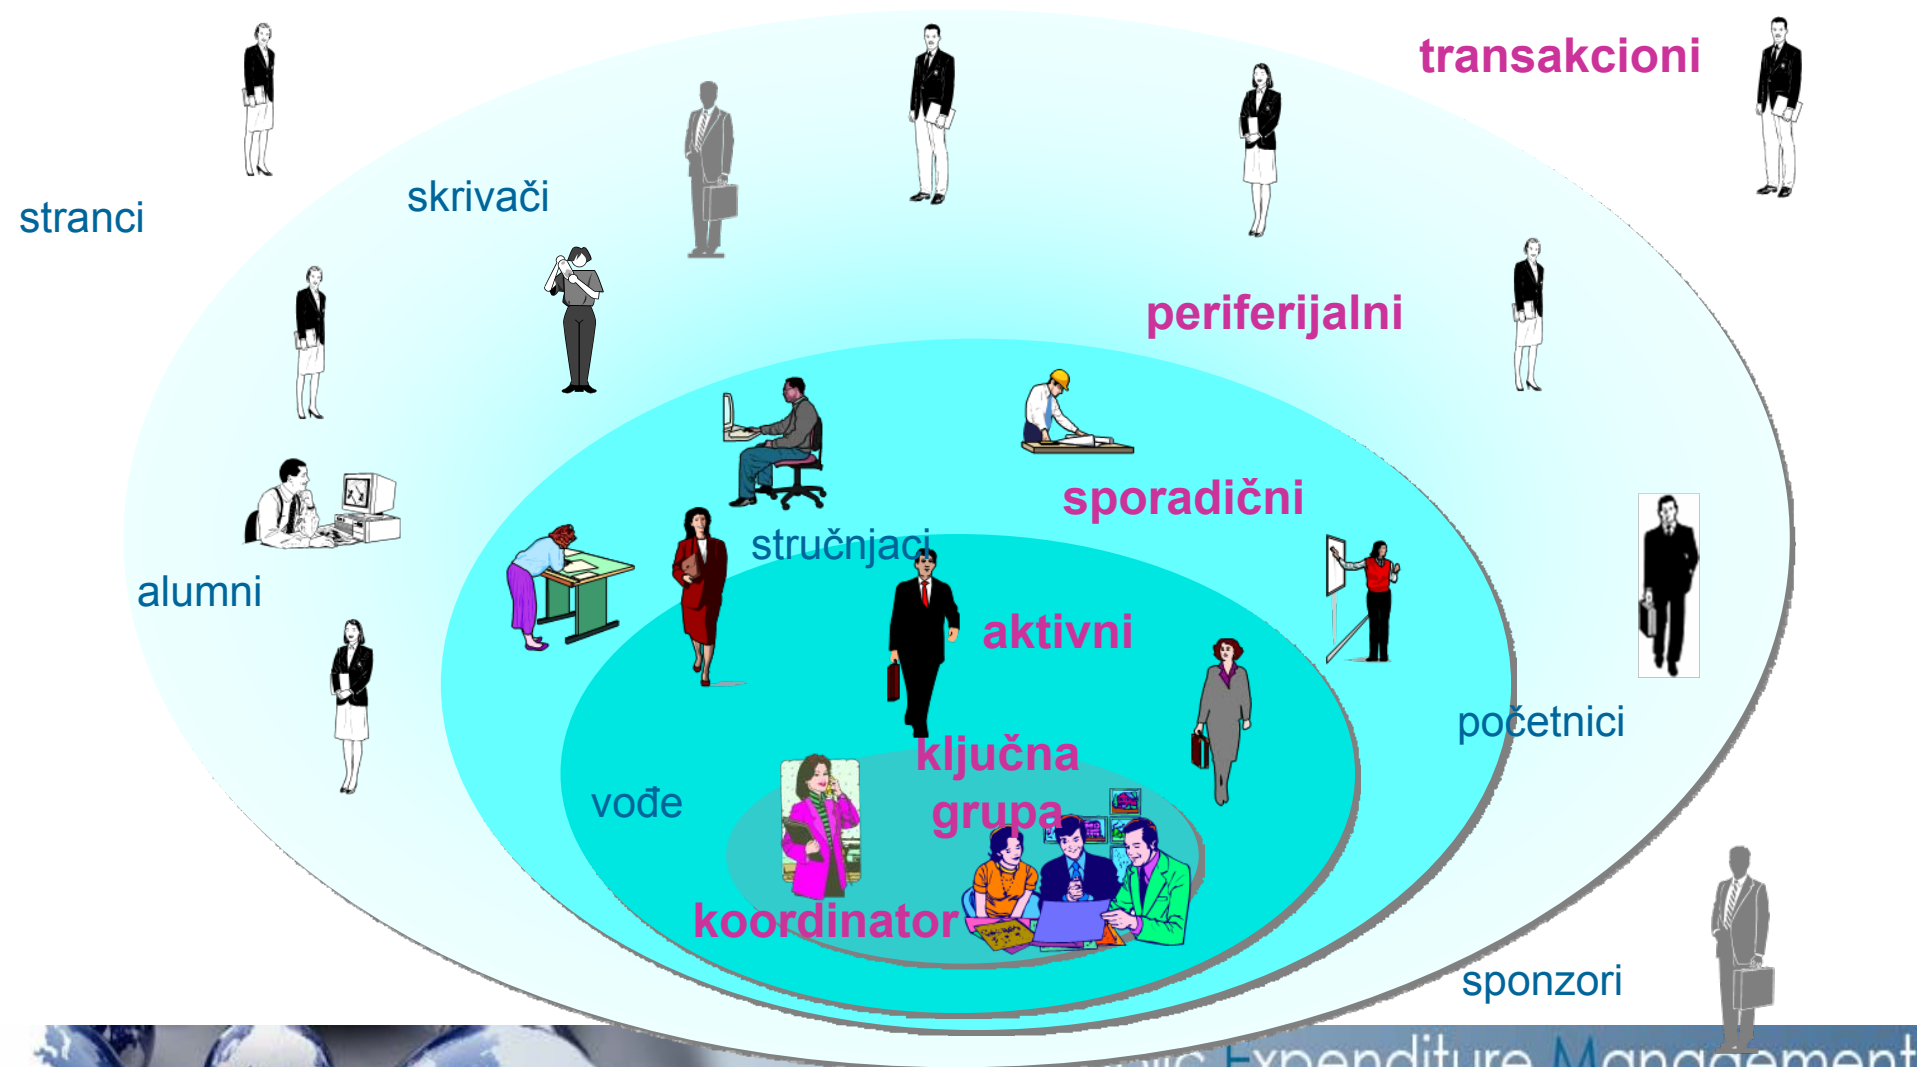 transakcioni
skrivači
stranci
periferijalni
sporadični
stručnjaci
alumni
aktivni
početnici
ključna
grupa
vođe
koordinator
sponzori
Expenditure Management